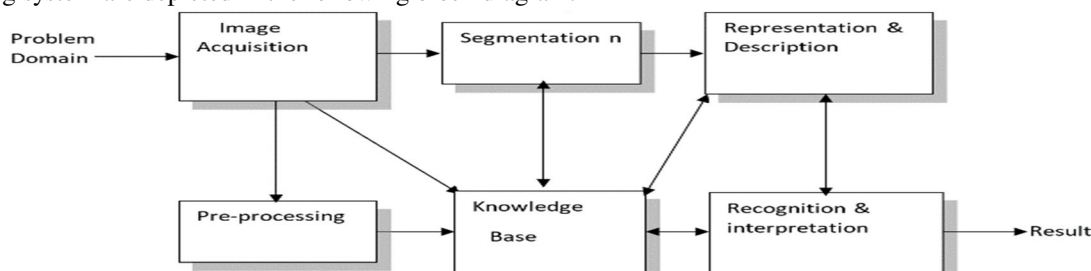 Problem
Domain
Image
Acquisition
Segmentation n
Representation &
Description
Pre-processing
Knowledge
Base
Recognition &
interpretation
Result